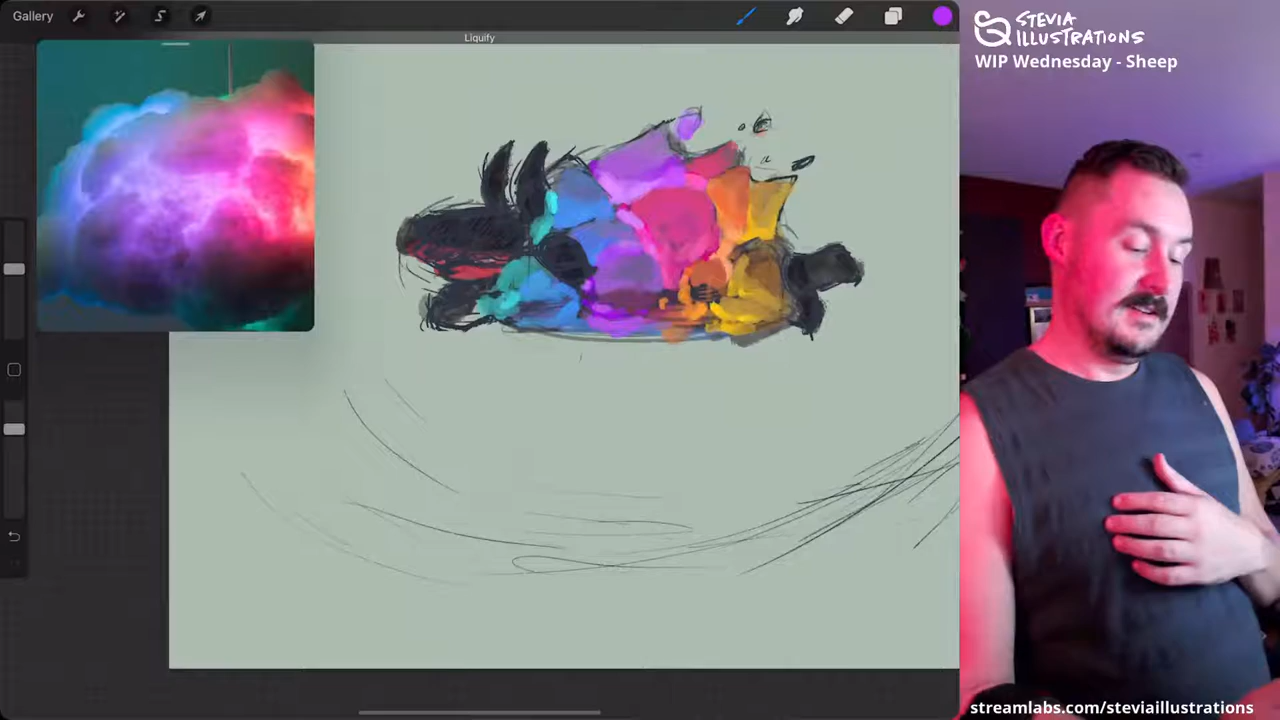 Gallery
Liquify
STEVIA
ILLUSTRATIONS
WIP Wednesday - Sheep
streamlabs.com/steviaillustrations